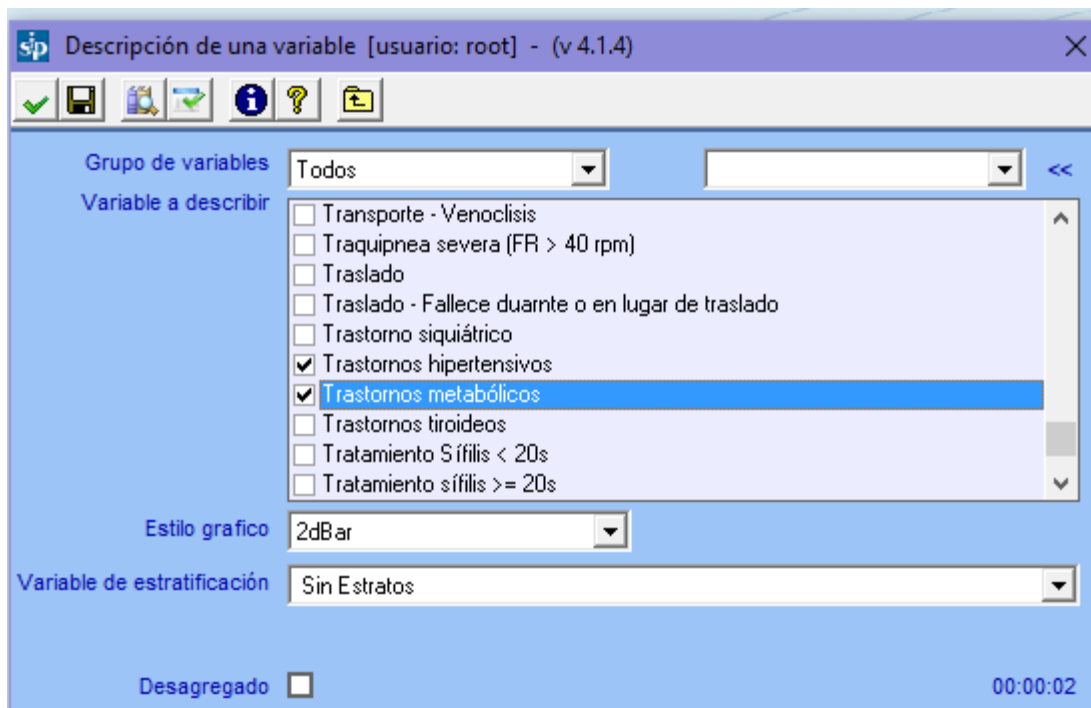 sip Descripción de una variable [usuario: root] - (v 4.1.4)
Grupo de variables Todos <<
Variable a describir
Transporte - Venoclisis
Traquipnea severa (FR > 40 rpm)
Traslado
Traslado - Fallece duarnte o en lugar de traslado
Trastorno siquiátrico
Trastornos hipertensivos
Trastornos metabólicos
Trastornos tiroideos
Tratamiento Sífilis < 20s
Tratamiento sífilis >= 20s
Estilo grafico 2dBar
Variable de estratificación Sin Estratos
Desagregado 00:00:02